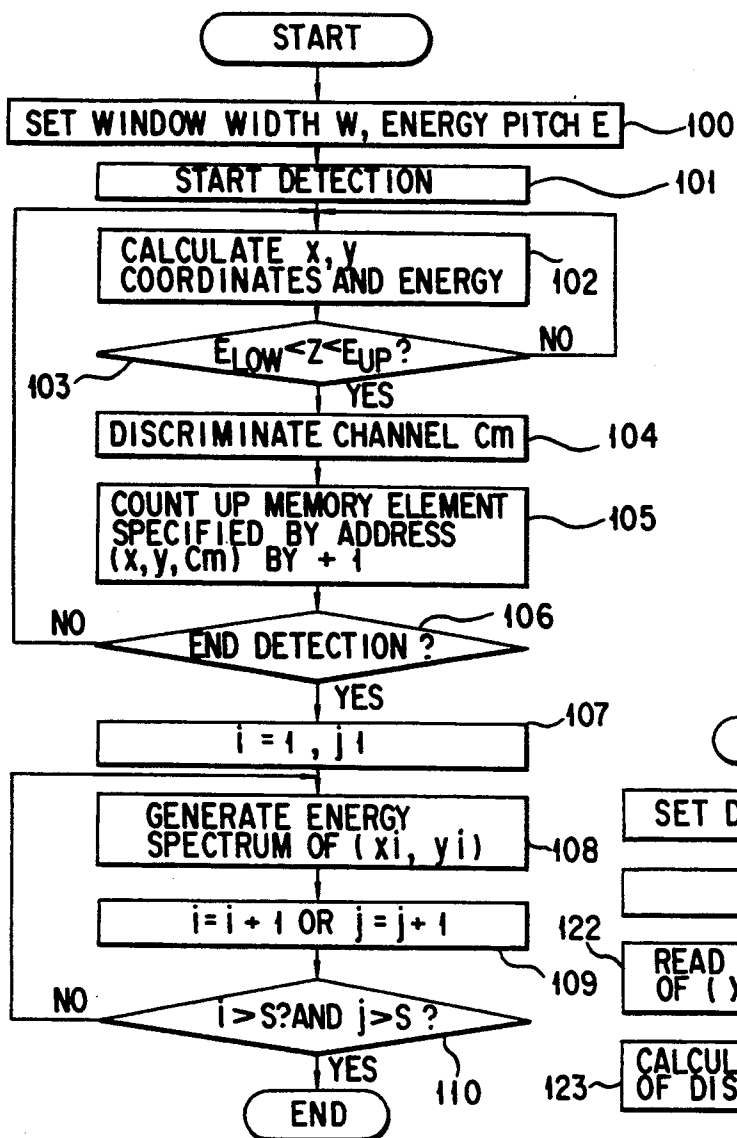 START
SET WINDOW WIDTH W, ENERGY PITCH E
100
START DETECTION
101
CALCULATE x, y
COORDINATES AND ENERGY
102
ELOW<Z<EUP?
NO
103
YES
DISCRIMINATE CHANNEL Cm
104
COUNT UP MEMORY ELEMENT
SPECIFIED BY ADDRESS
(x, y, Cm) BY + 1
105
106
NO
END DETECTION ?
YES
107
i = 1 , j 1
GENERATE ENERGY
SPECTRUM OF ( xi, yi)
108
i = i + 1 OR j = j + 1
109
NO
i > S? AND j > S ?
YES
110
END
SET D
122
READ
OF (
CALCUL
OF DIS
123